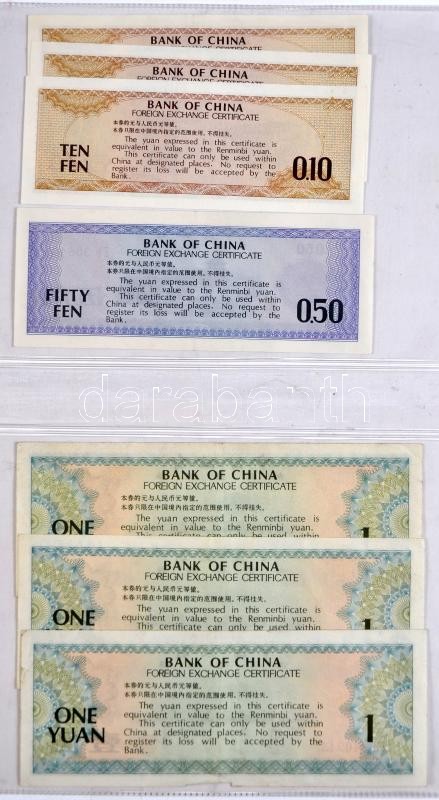 BANK OF CHINA
BANK OF CHINA
FOREIGN EXCHANGE CERTIFICATE
BANK OF CHINA
FOREIGN EXCHANGE CERTIFICATE
本券的元与人民币元等值。
本券只限在中国境内指定的范围使用，不得挂失。
The yuan expressed in this certificate is
equivalent in value to the Renminbi yuan.
This certificate can only be used within
China at designated places. No request to
register its loss will be accepted by the
Bank.
TEN
FEN
0.10
BANK OF CHINA
FOREIGN EXCHANGE CERTIFICATE
本券的元与人民币元等值。
本券只限在中国境内指定的范围使用，不得挂失。
The yuan expressed in this certificate is
equivalent in value to the Renminbi yuan.
This certificate can only be used within
China at designated places. No request to
register its loss will be accepted by the
Bank.
FIFTY
FEN
0.50
darabanth
BANK OF CHINA
FOREIGN EXCHANGE CERTIFICATE
本券的元与人民币元等值。
本券只限在中国境内指定的范围使用，不得挂失。
The yuan expressed in this certificate is
equivalent in value to the Renminbi yuan.
This certificate can only be used within
ONE
1
BANK OF CHINA
FOREIGN EXCHANGE CERTIFICATE
本券的元与人民币元等值。
本券只限在中国境内指定的范围使用，不得挂失。
The yuan expressed in this certificate is
equivalent in value to the Renminbi yuan.
This certificate can only be used within
ONE
1
BANK OF CHINA
FOREIGN EXCHANGE CERTIFICATE
本券的元与人民币元等值。
本券只限在中国境内指定的范围使用，不得挂失。
The yuan expressed in this certificate is
equivalent in value to the Renminbi yuan.
This certificate can only be used within
China at designated places. No request to
register its loss will be accepted by the
Bank.
ONE
YUAN
1